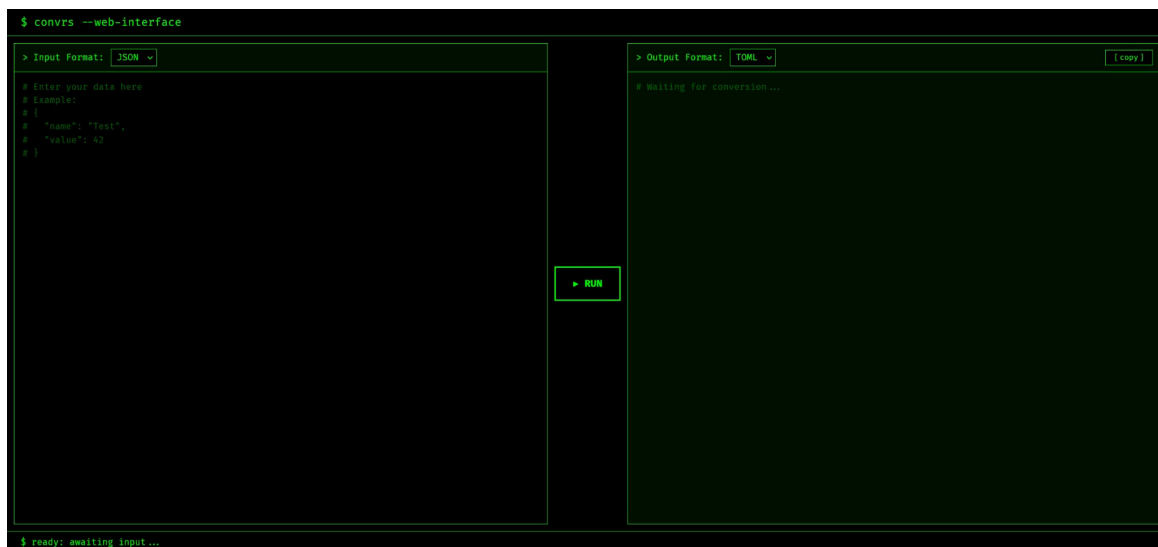 $ convrs --web-interface
> Input Format: JSON
# Enter your data here
# Example:
# {
#   "name": "Test",
#   "value": 42
# }
▶ RUN
> Output Format: TOML
[copy]
# Waiting for conversion...
$ ready: awaiting input...